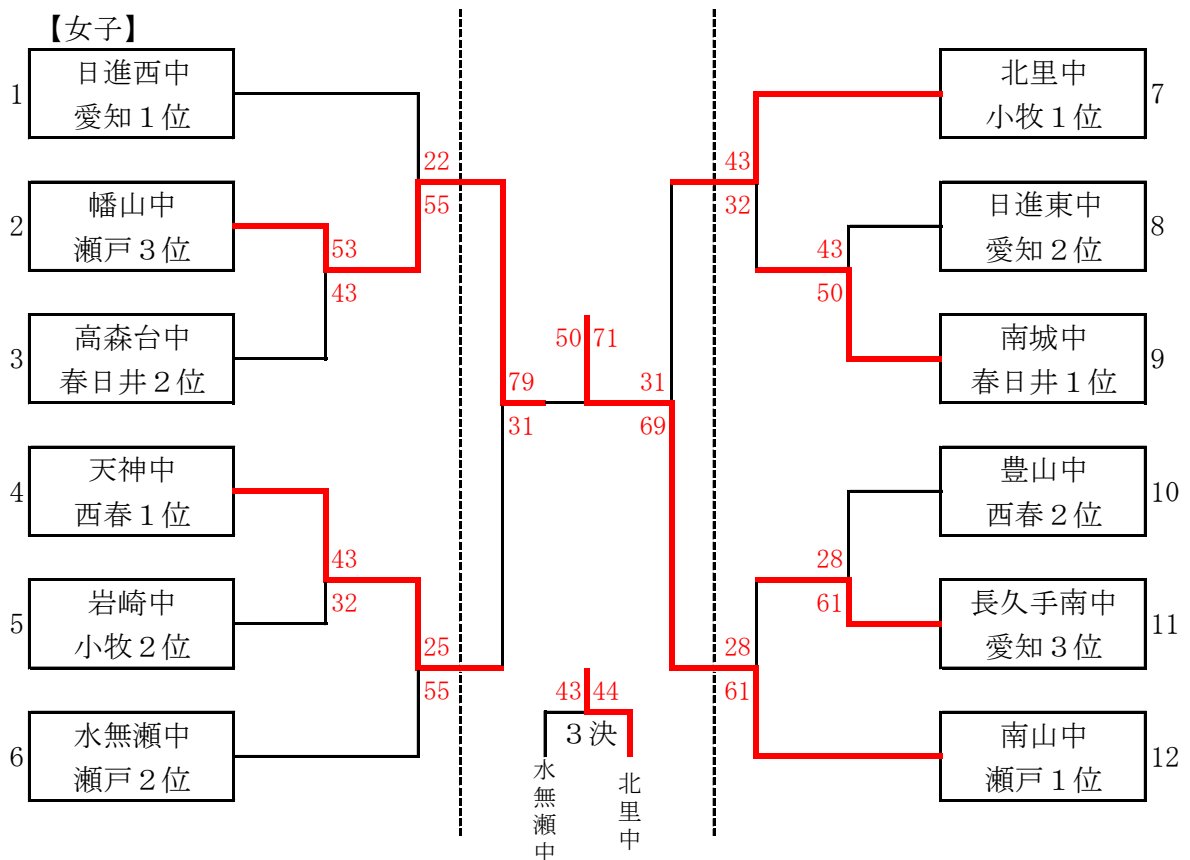 【女子】
1
日進西中
愛知１位
2
幡山中
瀬戸３位
3
高森台中
春日井２位
4
天神中
西春１位
5
岩崎中
小牧２位
6
水無瀬中
瀬戸２位
22
55
53
43
43
32
25
55
79
31
50 71
31
69
43 44
３決
水無瀬中
北里中
43
32
43
50
28
61
28
61
北里中
小牧１位
7
日進東中
愛知２位
8
南城中
春日井１位
9
豊山中
西春２位
10
長久手南中
愛知３位
11
南山中
瀬戸１位
12